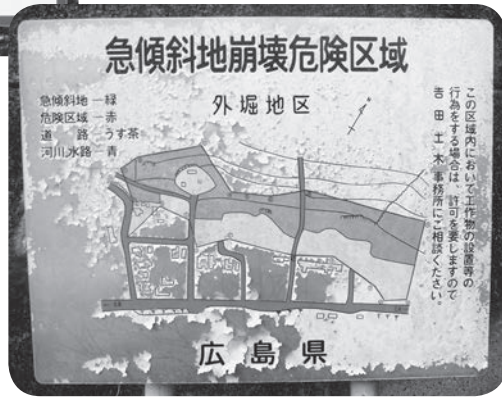 急傾斜地崩壊危険区域
外堀地区
急傾斜地―緑
危険区域―赤
道路―うす茶
河川,水路―青
この区域内において工作物の設置等の
行為をする場合は、許可を要しますので
吉田土木事務所にご相談ください。
広島県